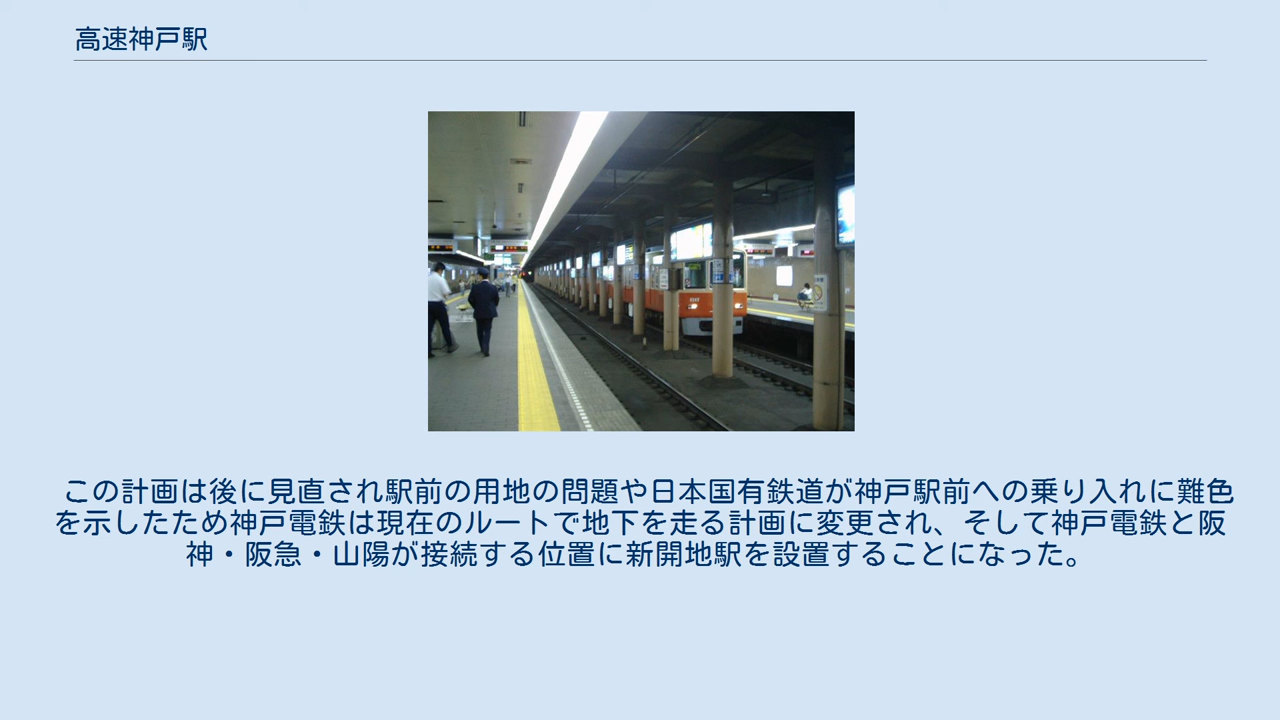 高速神戸駅
この計画は後に見直され駅前の用地の問題や日本国有鉄道が神戸駅前への乗り入れに難色
を示したため神戸電鉄は現在のルートで地下を走る計画に変更され、そして神戸電鉄と阪
神・阪急・山陽が接続する位置に新開地駅を設置することになった。